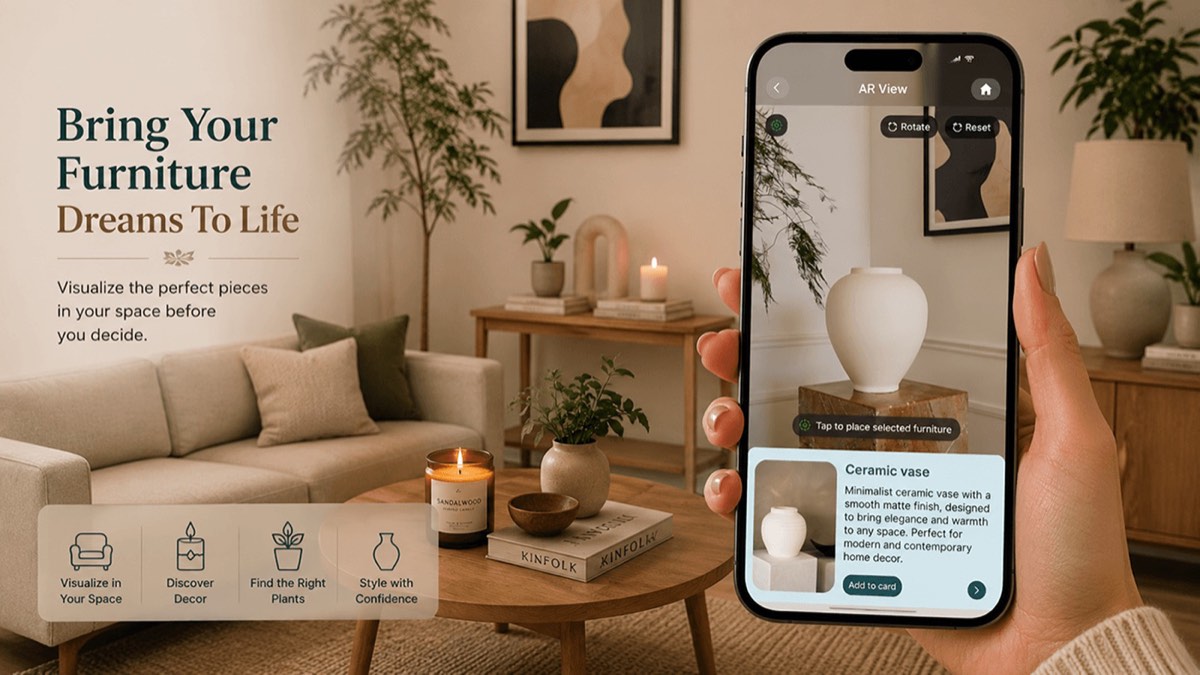 Bring Your
Furniture
Dreams To Life
Visualize the perfect pieces
in your space before
you decide.
Visualize in
Your Space
Discover
Decor
Find the Right
Plants
Style with
Confidence
SANDALWOOD
KINFOLK
KINFOLK
AR View
Rotate
Reset
Tap to place selected furniture
Ceramic vase
Minimalist ceramic vase with a
smooth matte finish, designed
to bring elegance and warmth
to any space. Perfect for
modern and contemporary
home decor.
Add to card